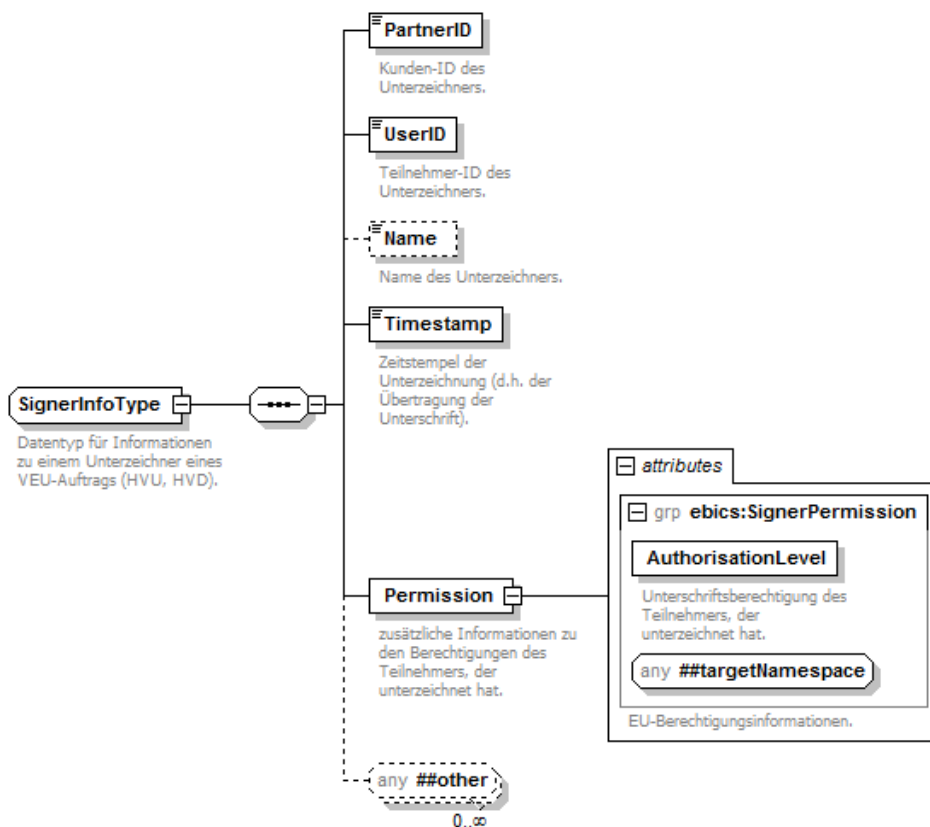 PartnerID
Kunden-ID des
Unterzeichners.
UserID
Teilnehmer-ID des
Unterzeichners.
Name
Name des Unterzeichners.
Timestamp
Zeitstempel der
Unterzeichnung (d.h. der
Übertragung der
Unterschrift).
SignerInfoType
Datentyp für Informationen
zu einem Unterzeichner eines
VEU-Auftrags (HVU, HVD).
attributes
grp ebics:SignerPermission
AuthorisationLevel
Unterschriftsberechtigung des
Teilnehmers, der
unterzeichnet hat.
any ##targetNamespace
EU-Berechtigungsinformationen.
Permission
zusätzliche Informationen zu
den Berechtigungen des
Teilnehmers, der
unterzeichnet hat.
any ##other
0..∞